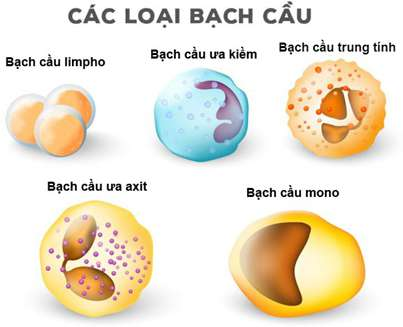 CÁC LOẠI BẠCH CẦU
Bạch cầu limpho
Bạch cầu ưa kiềm
Bạch cầu trung tính
Bạch cầu ưa axit
Bạch cầu mono